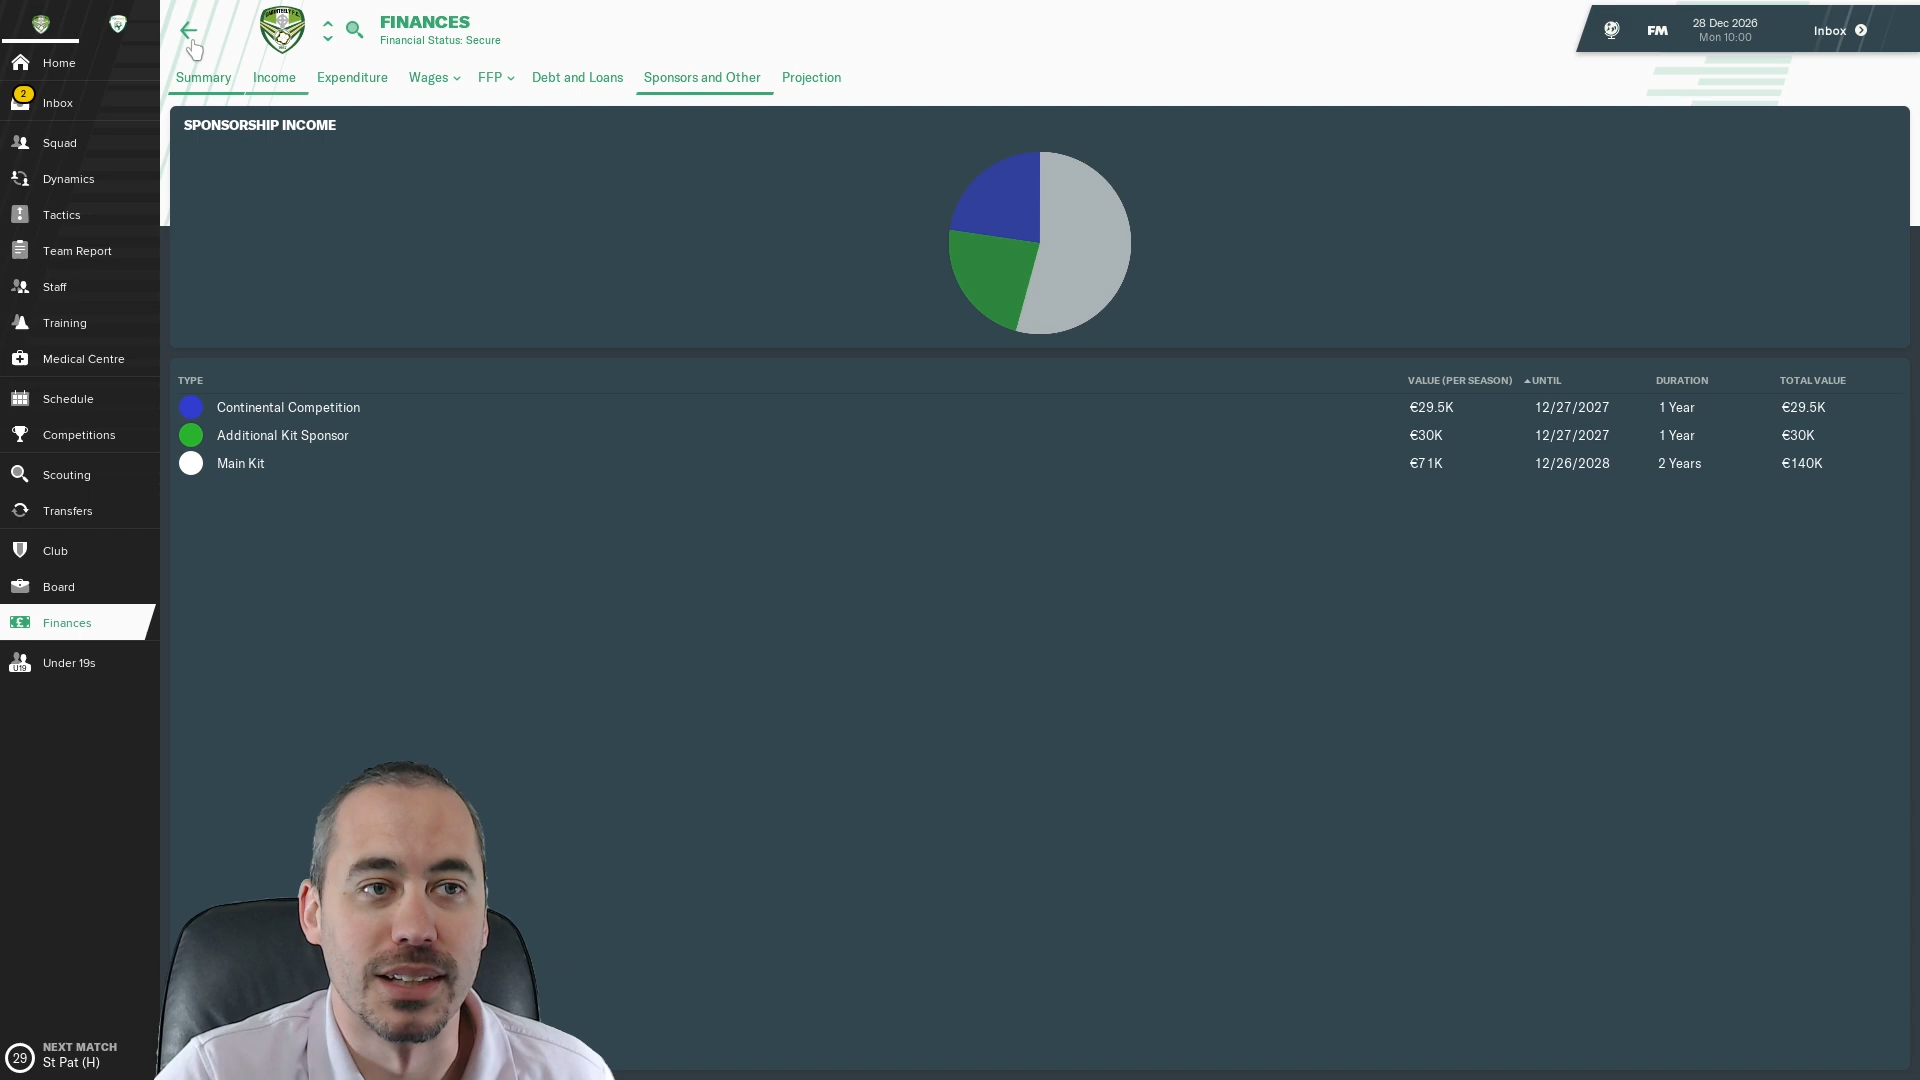 FINANCES
Financial Status: Secure
FM
28 Dec 2026
Mon 10:00
Inbox
Summary Income Expenditure Wages FFP Debt and Loans Sponsors and Other Projection
Home
2
Inbox
Squad
Dynamics
Tactics
Team Report
Staff
Training
Medical Centre
Schedule
Competitions
Scouting
Transfers
Club
Board
Finances
U19
Under 19s
29
NEXT MATCH
St Pat (H)
SPONSORSHIP INCOME
TYPE VALUE (PER SEASON) UNTIL DURATION TOTAL VALUE
Continental Competition €29.5K 12/27/2027 1 Year €29.5K
Additional Kit Sponsor €30K 12/27/2027 1 Year €30K
Main Kit €71K 12/26/2028 2 Years €140K